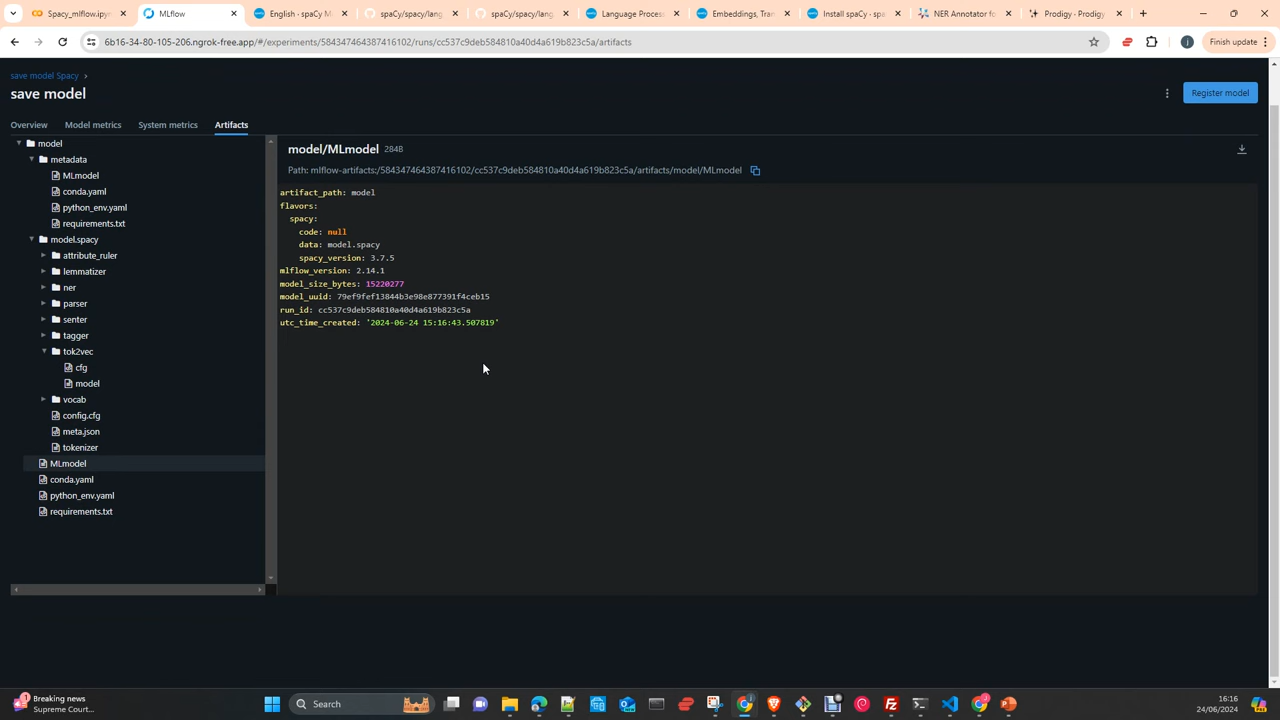 Spacy_mlflow.ipyn
MLflow
English · spaCy M
spaCy/spacy/lang
spaCy/spacy/lang
Language Process
Embeddings, Tran
Install spaCy · spa
NER Annotator fo
Prodigy · Prodigy
6b16-34-80-105-206.ngrok-free.app/#/experiments/584347464387416102/runs/cc537c9deb584810a40d4a619b823c5a/artifacts
Finish update
save model Spacy
save model
Register model
Overview
Model metrics
System metrics
Artifacts
model
metadata
MLmodel
conda.yaml
python_env.yaml
requirements.txt
model.spacy
attribute_ruler
lemmatizer
ner
parser
senter
tagger
tok2vec
cfg
model
vocab
config.cfg
meta.json
tokenizer
MLmodel
conda.yaml
python_env.yaml
requirements.txt
model/MLmodel 284B
Path: mlflow-artifacts:/584347464387416102/cc537c9deb584810a40d4a619b823c5a/artifacts/model/MLmodel
artifact_path: model
flavors:
spacy:
code: null
data: model.spacy
spacy_version: 3.7.5
mlflow_version: 2.14.1
model_size_bytes: 15220277
model_uuid: 79ef9fef13844b3e98e877391f4ceb15
run_id: cc537c9deb584810a40d4a619b823c5a
utc_time_created: '2024-06-24 15:16:43.507819'
1
Breaking news
Supreme Court...
Search
16:16
24/06/2024